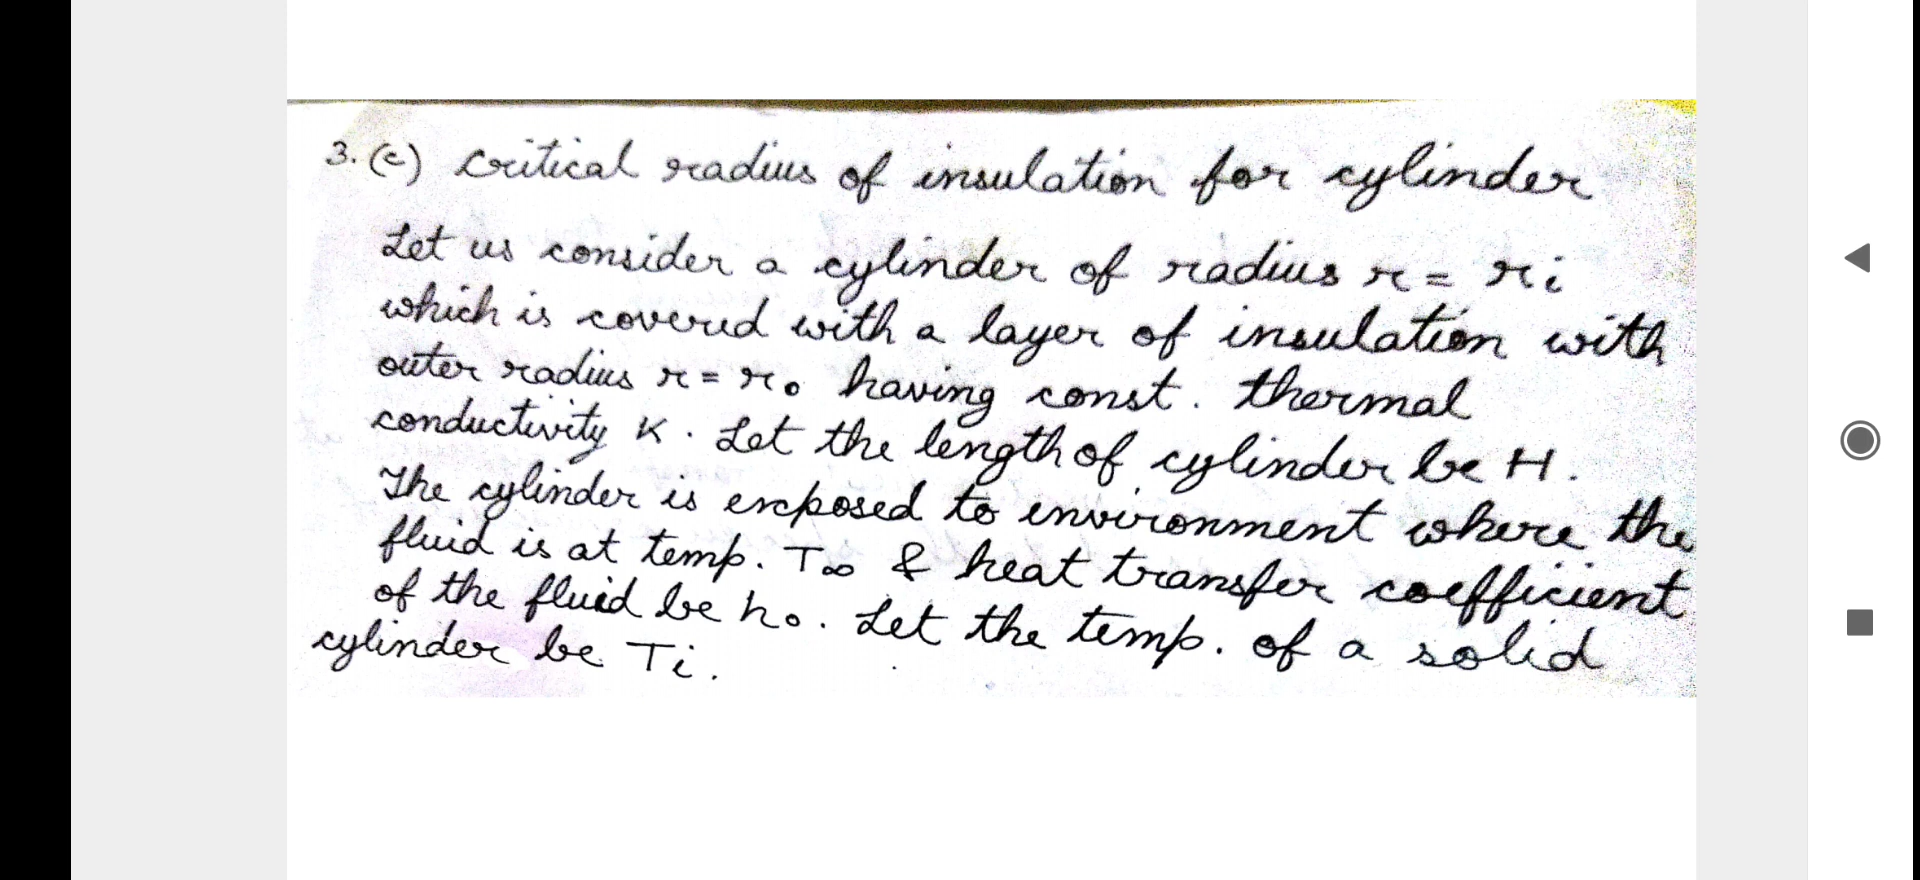 3. (c) Critical radius of insulation for cylinder
Let us consider a cylinder of radius r = ri
which is covered with a layer of insulation with
outer radius r = ro having const. thermal
conductivity K. Let the length of cylinder be H.
The cylinder is exposed to environment where the
fluid is at temp. T∞ & heat transfer coefficient
of the fluid be ho. Let the temp. of a solid
cylinder be Ti.